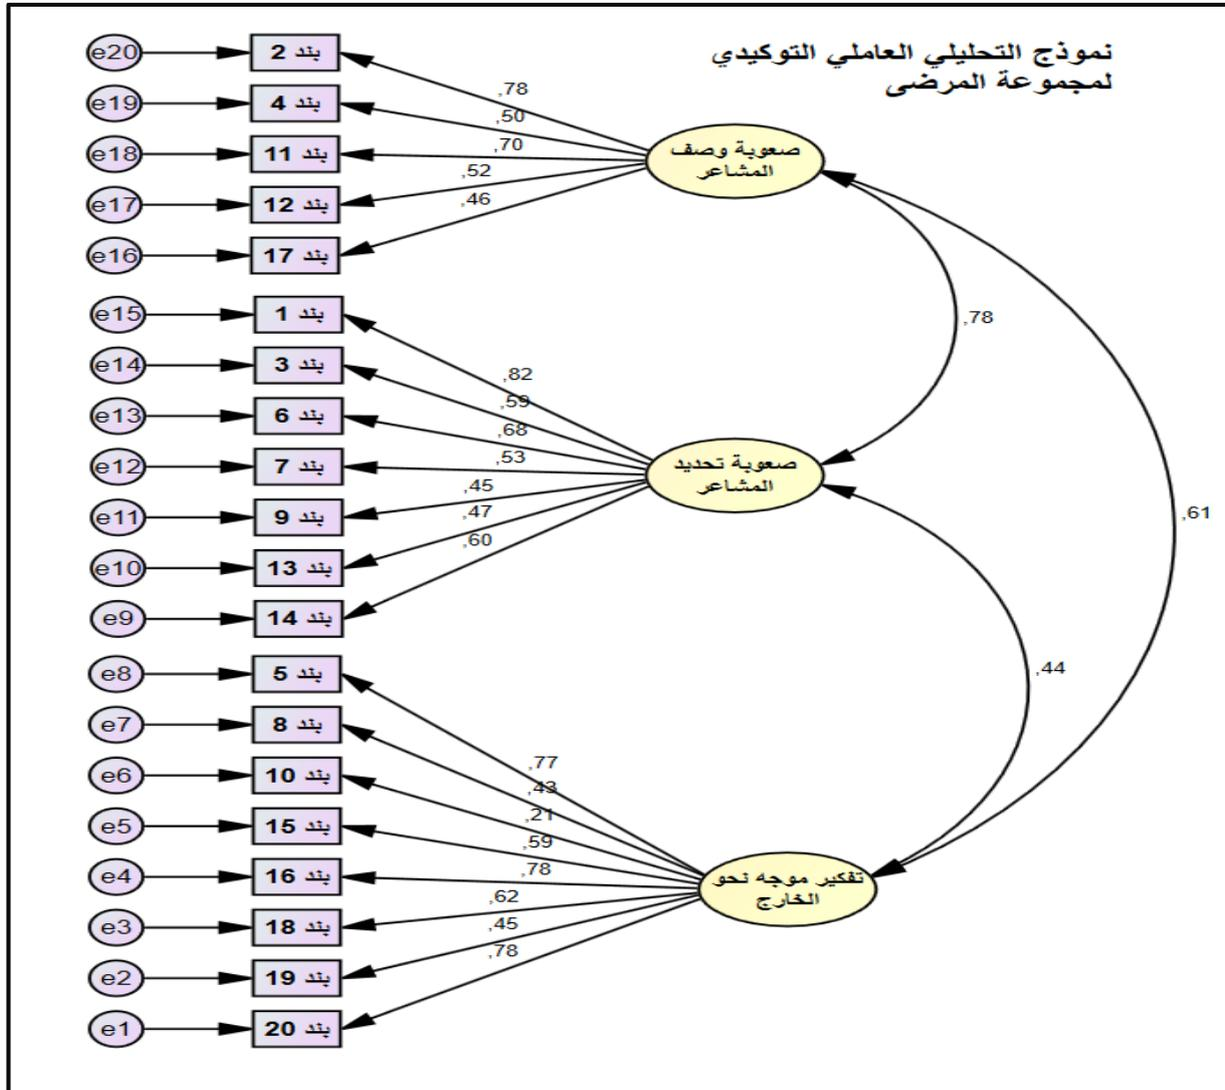 نموذج التحليلي العاملي التوكيدي
لمجموعة المرضى
e20
بند 2
,78
e19
بند 4
,50
e18
بند 11
,70
e17
بند 12
,52
e16
بند 17
,46
صعوبة وصف
المشاعر
e15
بند 1
,82
e14
بند 3
,59
e13
بند 6
,68
e12
بند 7
,53
e11
بند 9
,45
e10
بند 13
,47
e9
بند 14
,60
صعوبة تحديد
المشاعر
e8
بند 5
,77
e7
بند 8
,43
e6
بند 10
,21
e5
بند 15
,59
e4
بند 16
,78
e3
بند 18
,62
e2
بند 19
,45
e1
بند 20
,78
تفكير موجه نحو
الخارج
,78
,61
,44